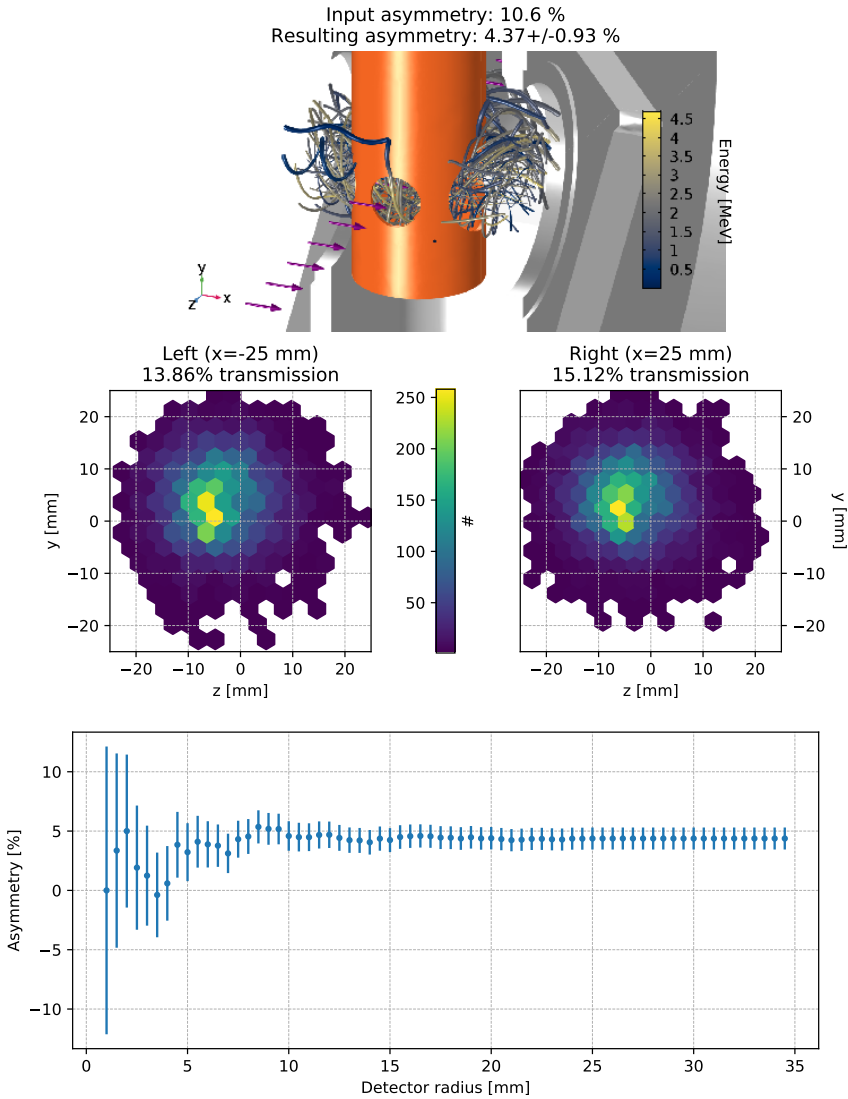 Input asymmetry: 10.6 %
Resulting asymmetry: 4.37+/-0.93 %
4.5
4
3.5
3
2.5
2
1.5
1
0.5
Energy [MeV]
y
z
x
Left (x=-25 mm)
13.86% transmission
Right (x=25 mm)
15.12% transmission
20
10
0
−10
−20
y [mm]
−20 −10 0 10 20
z [mm]
250
200
150
100
50
#
20
10
0
−10
−20
y [mm]
−20 −10 0 10 20
z [mm]
10
5
0
−5
−10
Asymmetry [%]
0 5 10 15 20 25 30 35
Detector radius [mm]